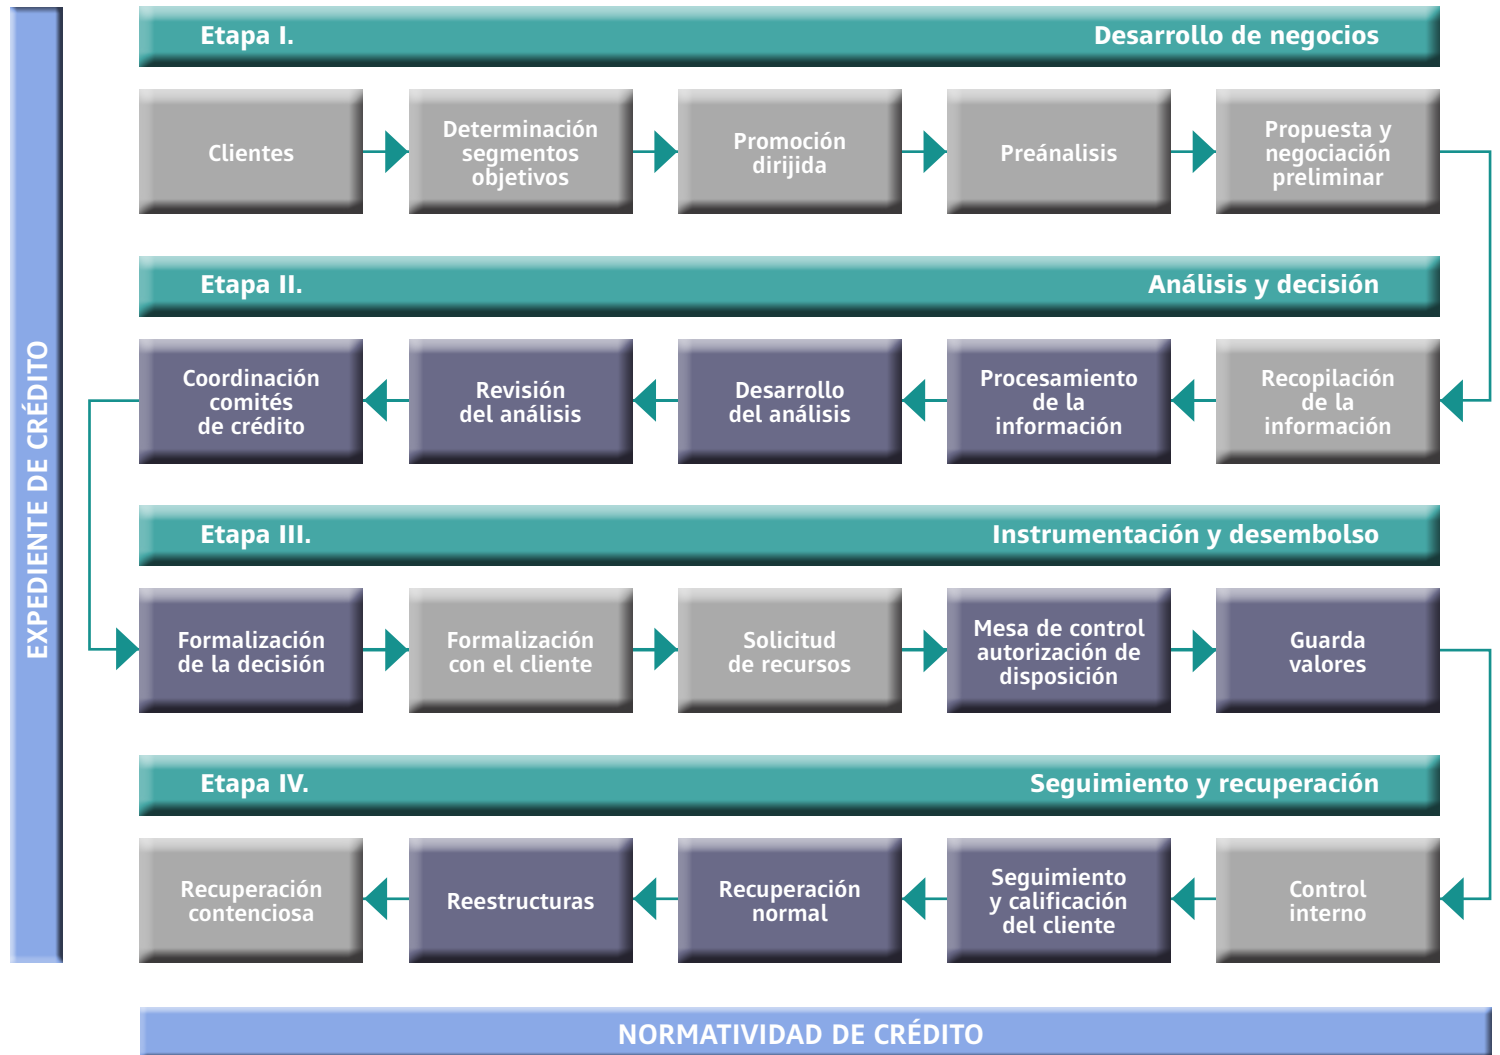 EXPEDIENTE DE CRÉDITO
Etapa I.
Desarrollo de negocios
Clientes
Determinación
segmentos
objetivos
Promoción
dirijida
Preánalisis
Propuesta y
negociación
preliminar
Etapa II.
Análisis y decisión
Coordinación
comités
de crédito
Revisión
del análisis
Desarrollo
del análisis
Procesamiento
de la
información
Recopilación
de la
información
Etapa III.
Instrumentación y desembolso
Formalización
de la decisión
Formalización
con el cliente
Solicitud
de recursos
Mesa de control
autorización de
disposición
Guarda
valores
Etapa IV.
Seguimiento y recuperación
Recuperación
contenciosa
Reestructuras
Recuperación
normal
Seguimiento
y calificación
del cliente
Control
interno
NORMATIVIDAD DE CRÉDITO